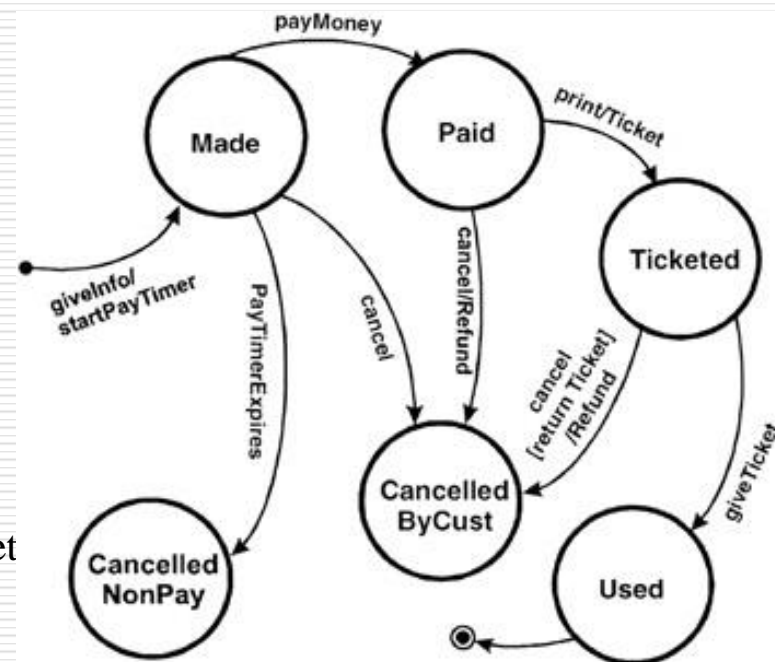 payMoney
Made
Paid
print/Ticket
giveInfo/
startPayTimer
PayTimerExpires
cancel
cancel/Refund
Ticketed
cancel
[return Ticket]
/Refund
giveTicket
Cancelled
ByCust
et
Cancelled
NonPay
Used